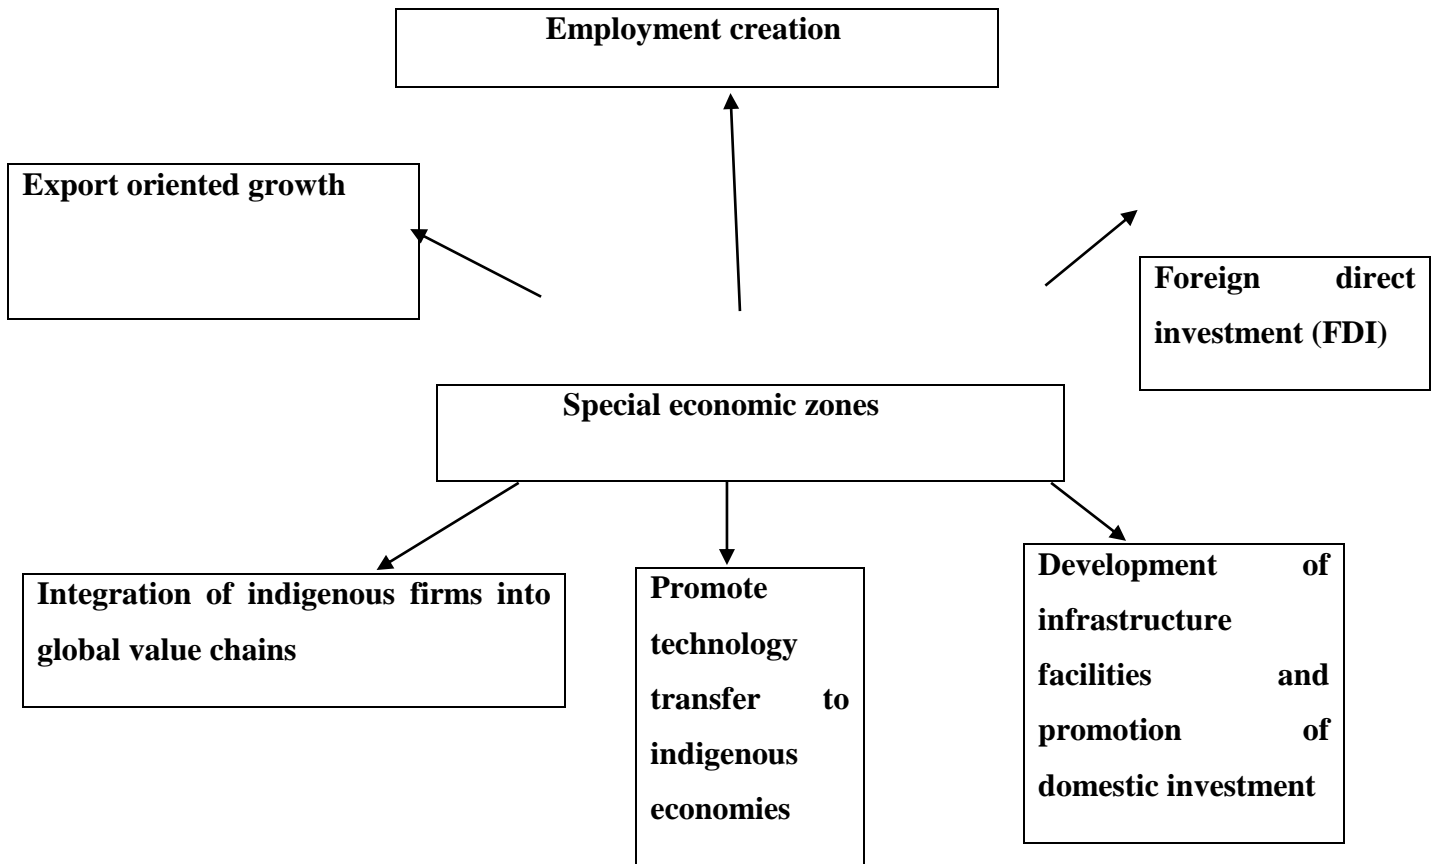 Employment creation
Export oriented growth
Foreign direct
investment (FDI)
Special economic zones
Integration of indigenous firms into
global value chains
Promote
technology
transfer to
indigenous
economies
Development of
infrastructure
facilities and
promotion of
domestic investment